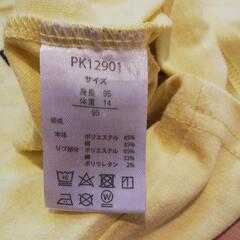 PK12901
サイズ
身長 95
体重 14
95
組成
本体 ポリエステル 65%
綿 35%
リブ部分 ポリエステル 65%
綿 33%
ポリウレタン 2%